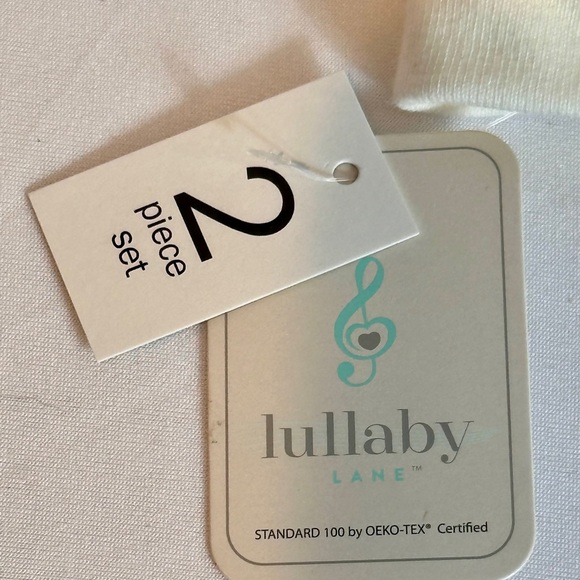 2
piece
set
lullaby
LANE™
STANDARD 100 by OEKO-TEX® Certified